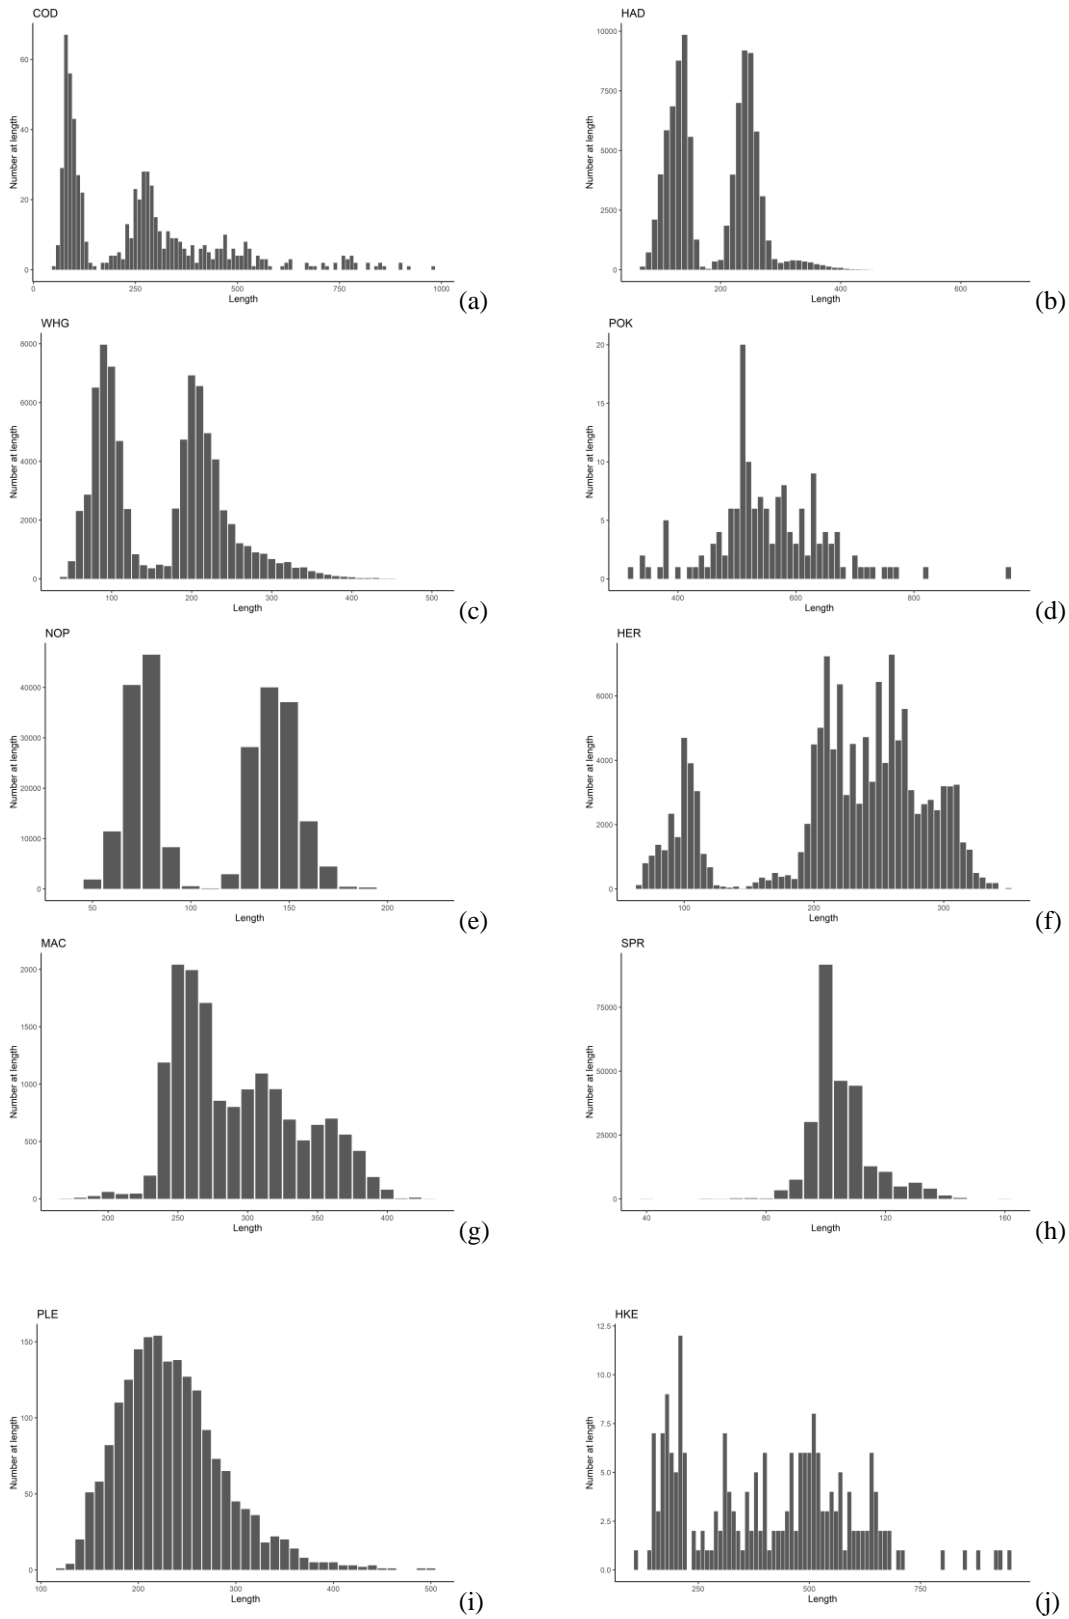 COD
Number at length
60
40
20
0
0 250 500 750 1000
Length
(a)
HAD
Number at length
10000
7500
5000
2500
0
200 400 600
Length
(b)
WHG
Number at length
8000
6000
4000
2000
0
100 200 300 400 500
Length
(c)
POK
Number at length
20
15
10
5
0
400 600 800
Length
(d)
NOP
Number at length
40000
30000
20000
10000
0
50 100 150 200
Length
(e)
HER
Number at length
6000
4000
2000
0
100 200 300
Length
(f)
MAC
Number at length
2000
1500
1000
500
0
200 250 300 350 400
Length
(g)
SPR
Number at length
75000
50000
25000
0
40 80 120 160
Length
(h)
PLE
Number at length
150
100
50
0
100 200 300 400 500
Length
(i)
HKE
Number at length
12.5
10.0
7.5
5.0
2.5
0.0
250 500 750
Length
(j)